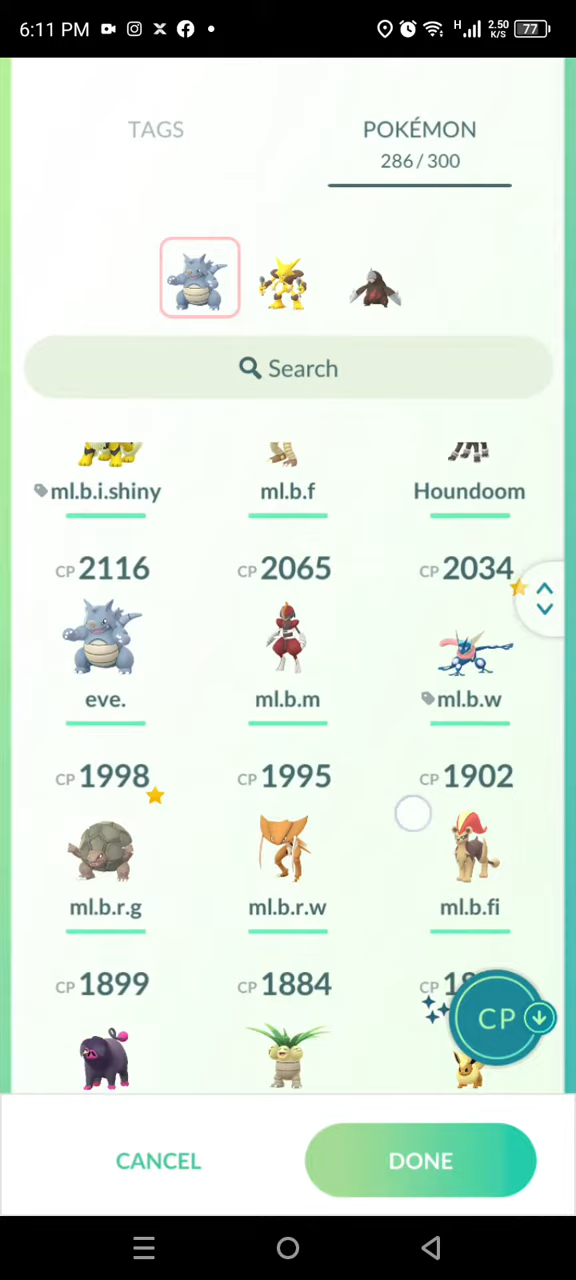 6:11 PM H 2.50 K/S 77
TAGS POKÉMON
286 / 300
Search
ml.b.i.shiny ml.b.f Houndoom
CP 2116 CP 2065 CP 2034
eve. ml.b.m ml.b.w
CP 1998 CP 1995 CP 1902
ml.b.r.g ml.b.r.w ml.b.fi
CP 1899 CP 1884 CP
CP
CANCEL DONE